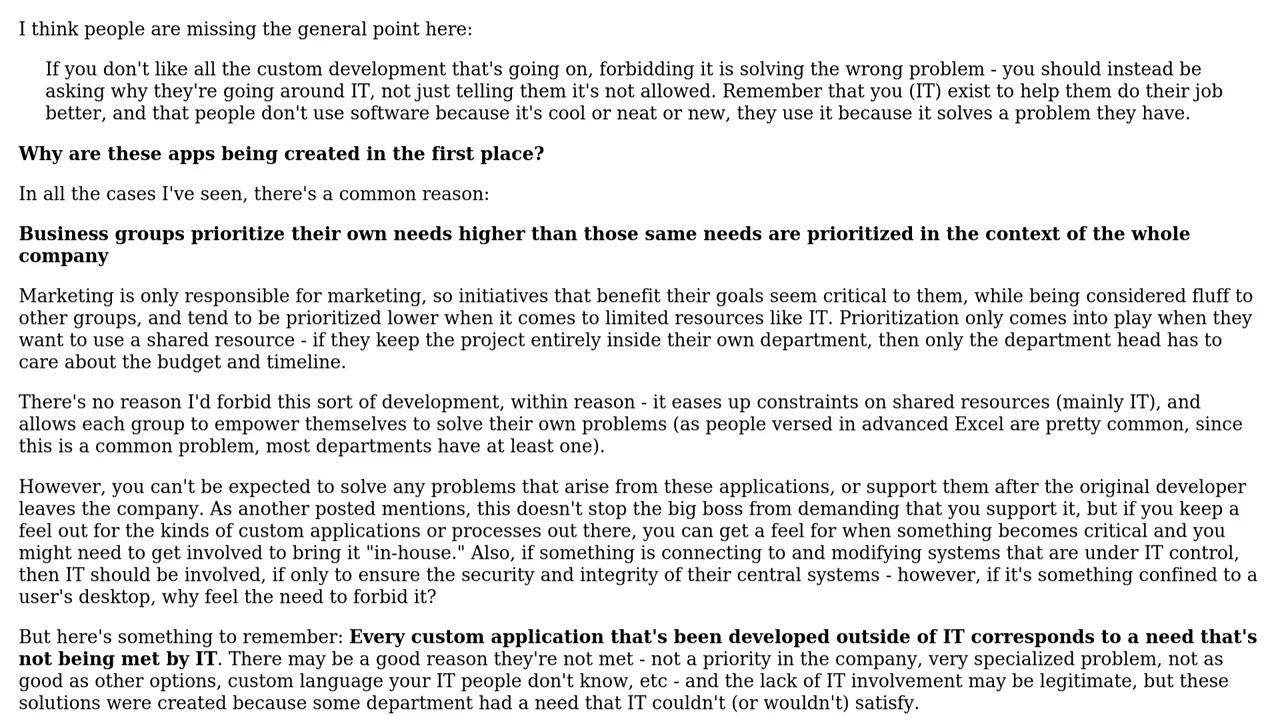 I think people are missing the general point here:
If you don't like all the custom development that's going on, forbidding it is solving the wrong problem - you should instead be
asking why they're going around IT, not just telling them it's not allowed. Remember that you (IT) exist to help them do their job
better, and that people don't use software because it's cool or neat or new, they use it because it solves a problem they have.
Why are these apps being created in the first place?
In all the cases I've seen, there's a common reason:
Business groups prioritize their own needs higher than those same needs are prioritized in the context of the whole
company
Marketing is only responsible for marketing, so initiatives that benefit their goals seem critical to them, while being considered fluff to
other groups, and tend to be prioritized lower when it comes to limited resources like IT. Prioritization only comes into play when they
want to use a shared resource - if they keep the project entirely inside their own department, then only the department head has to
care about the budget and timeline.
There's no reason I'd forbid this sort of development, within reason - it eases up constraints on shared resources (mainly IT), and
allows each group to empower themselves to solve their own problems (as people versed in advanced Excel are pretty common, since
this is a common problem, most departments have at least one).
However, you can't be expected to solve any problems that arise from these applications, or support them after the original developer
leaves the company. As another posted mentions, this doesn't stop the big boss from demanding that you support it, but if you keep a
feel out for the kinds of custom applications or processes out there, you can get a feel for when something becomes critical and you
might need to get involved to bring it "in-house." Also, if something is connecting to and modifying systems that are under IT control,
then IT should be involved, if only to ensure the security and integrity of their central systems - however, if it's something confined to a
user's desktop, why feel the need to forbid it?
But here's something to remember: Every custom application that's been developed outside of IT corresponds to a need that's
not being met by IT. There may be a good reason they're not met - not a priority in the company, very specialized problem, not as
good as other options, custom language your IT people don't know, etc - and the lack of IT involvement may be legitimate, but these
solutions were created because some department had a need that IT couldn't (or wouldn't) satisfy.